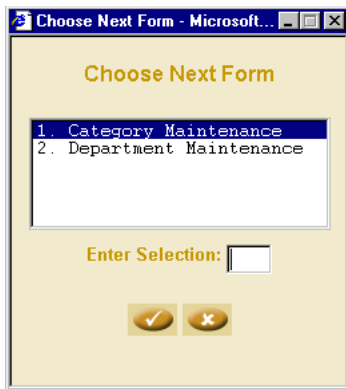 Choose Next Form - Microsoft...
Choose Next Form
1. Category Maintenance
2. Department Maintenance
Enter Selection: